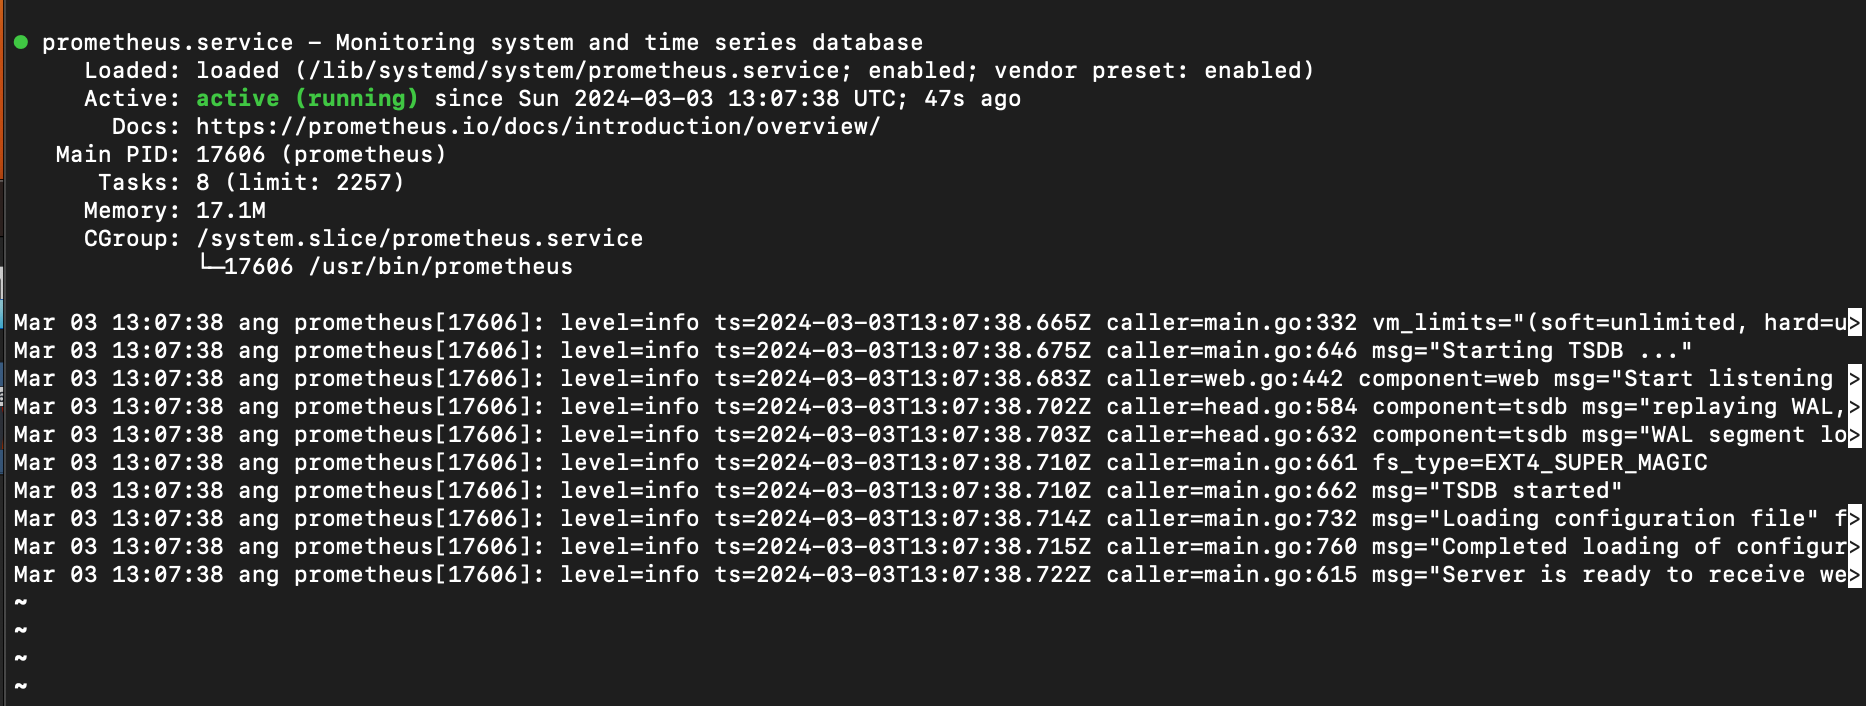 ● prometheus.service – Monitoring system and time series database
Loaded: loaded (/lib/systemd/system/prometheus.service; enabled; vendor preset: enabled)
Active: active (running) since Sun 2024-03-03 13:07:38 UTC; 47s ago
Docs: https://prometheus.io/docs/introduction/overview/
Main PID: 17606 (prometheus)
Tasks: 8 (limit: 2257)
Memory: 17.1M
CGroup: /system.slice/prometheus.service
└─17606 /usr/bin/prometheus
Mar 03 13:07:38 ang prometheus[17606]: level=info ts=2024-03-03T13:07:38.665Z caller=main.go:332 vm_limits="(soft=unlimited, hard=u>
Mar 03 13:07:38 ang prometheus[17606]: level=info ts=2024-03-03T13:07:38.675Z caller=main.go:646 msg="Starting TSDB ..."
Mar 03 13:07:38 ang prometheus[17606]: level=info ts=2024-03-03T13:07:38.683Z caller=web.go:442 component=web msg="Start listening >
Mar 03 13:07:38 ang prometheus[17606]: level=info ts=2024-03-03T13:07:38.702Z caller=head.go:584 component=tsdb msg="replaying WAL,>
Mar 03 13:07:38 ang prometheus[17606]: level=info ts=2024-03-03T13:07:38.703Z caller=head.go:632 component=tsdb msg="WAL segment lo>
Mar 03 13:07:38 ang prometheus[17606]: level=info ts=2024-03-03T13:07:38.710Z caller=main.go:661 fs_type=EXT4_SUPER_MAGIC
Mar 03 13:07:38 ang prometheus[17606]: level=info ts=2024-03-03T13:07:38.710Z caller=main.go:662 msg="TSDB started"
Mar 03 13:07:38 ang prometheus[17606]: level=info ts=2024-03-03T13:07:38.714Z caller=main.go:732 msg="Loading configuration file" f>
Mar 03 13:07:38 ang prometheus[17606]: level=info ts=2024-03-03T13:07:38.715Z caller=main.go:760 msg="Completed loading of configur>
Mar 03 13:07:38 ang prometheus[17606]: level=info ts=2024-03-03T13:07:38.722Z caller=main.go:615 msg="Server is ready to receive we>
~
~
~
~